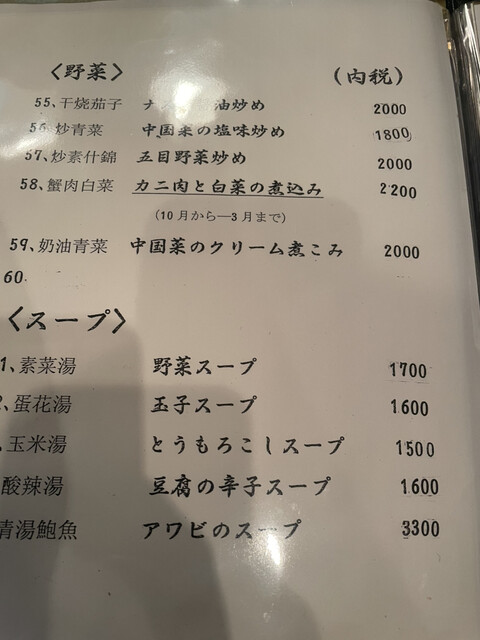 〈野菜〉 (内税)
55、干烧茄子 ナ 油炒め 2000
56、炒青菜 中国菜の塩味炒め 1800
57、炒素什錦 五目野菜炒め 2000
58、蟹肉白菜 カニ肉と白菜の煮込み 2200
(10月から―3月まで)
59、奶油青菜 中国菜のクリーム煮こみ 2000
60.
〈スープ〉
1、素菜湯 野菜スープ 1700
、蛋花湯 玉子スープ 1600
、玉米湯 とうもろこしスープ 1500
酸辣湯 豆腐の辛子スープ 1600
青湯鮑魚 アワビのスープ 3300